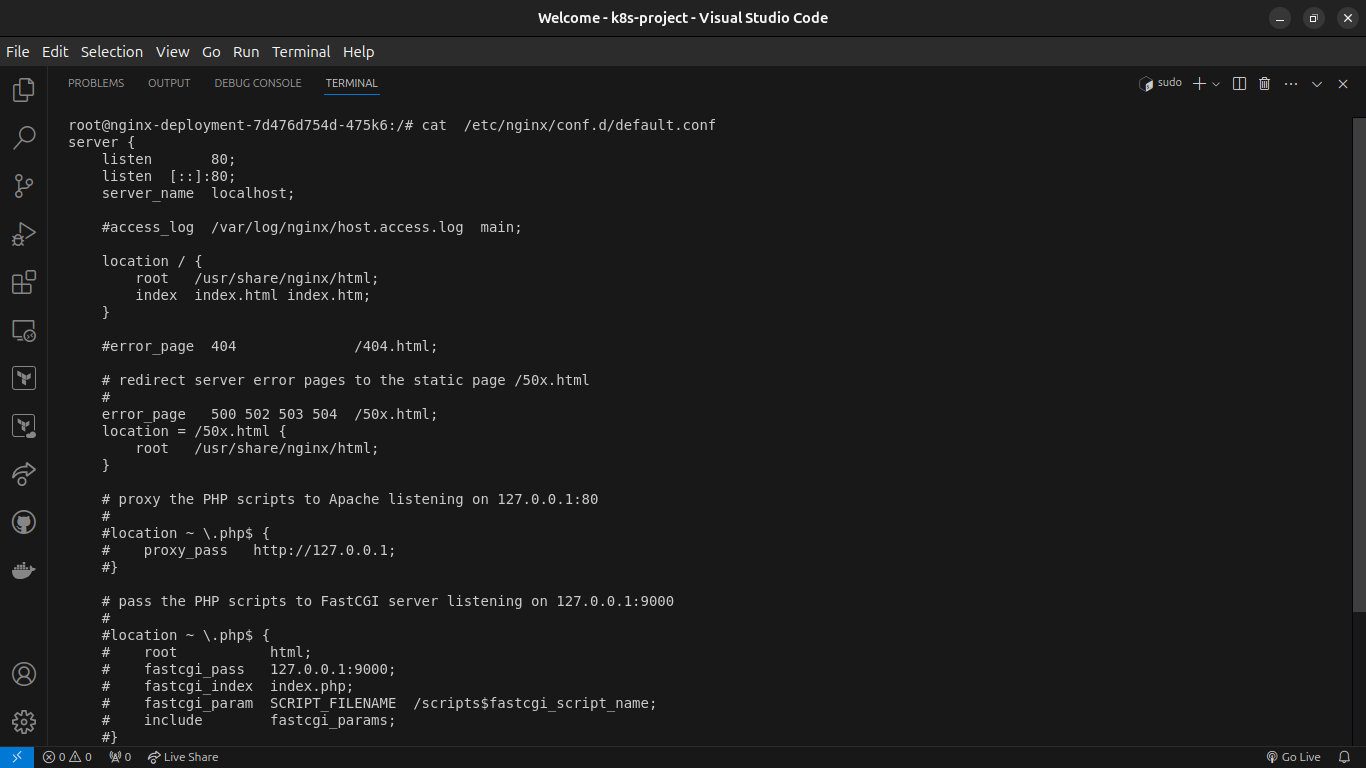 Welcome - k8s-project - Visual Studio Code
File Edit Selection View Go Run Terminal Help
PROBLEMS OUTPUT DEBUG CONSOLE TERMINAL
sudo
root@nginx-deployment-7d476d754d-475k6:/# cat  /etc/nginx/conf.d/default.conf
server {
    listen       80;
    listen  [::]:80;
    server_name  localhost;
    #access_log  /var/log/nginx/host.access.log  main;
    location / {
        root   /usr/share/nginx/html;
        index  index.html index.htm;
    }
    #error_page  404              /404.html;
    # redirect server error pages to the static page /50x.html
    #
    error_page   500 502 503 504  /50x.html;
    location = /50x.html {
        root   /usr/share/nginx/html;
    }
    # proxy the PHP scripts to Apache listening on 127.0.0.1:80
    #
    #location ~ \.php$ {
    #    proxy_pass   http://127.0.0.1;
    #}
    # pass the PHP scripts to FastCGI server listening on 127.0.0.1:9000
    #
    #location ~ \.php$ {
    #    root           html;
    #    fastcgi_pass   127.0.0.1:9000;
    #    fastcgi_index  index.php;
    #    fastcgi_param  SCRIPT_FILENAME  /scripts$fastcgi_script_name;
    #    include        fastcgi_params;
    #}
0 0 0 Live Share Go Live